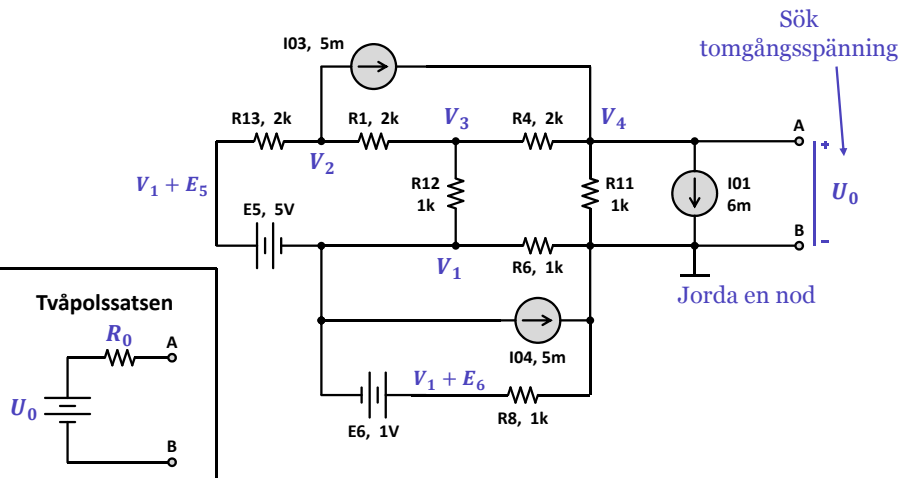 Sök
tomgångsspänning
I03, 5m
R13, 2k
R1, 2k
V₃
R4, 2k
V₄
A
V₂
+
V₁ + E₅
R12
1k
R11
1k
I01
6m
U₀
E5, 5V
B
V₁
R6, 1k
-
Jorda en nod
Tvåpolssatsen
R₀
A
I04, 5m
V₁ + E₆
U₀
R8, 1k
E6, 1V
B